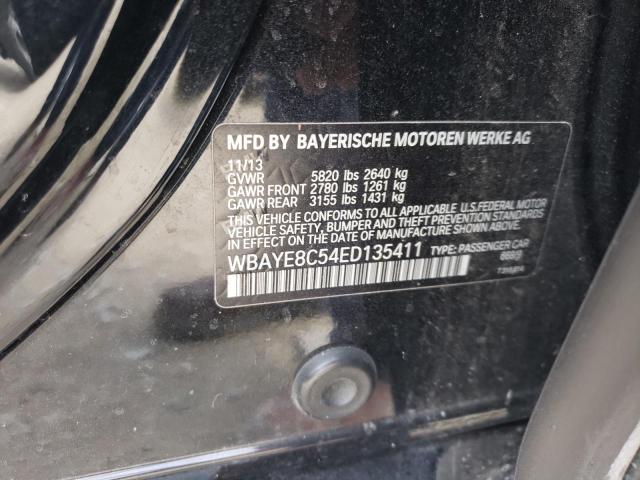 MFD BY BAYERISCHE MOTOREN WERKE AG
11/13
GVWR 5820 lbs 2640 kg
GAWR FRONT 2780 lbs 1261 kg
GAWR REAR 3155 lbs 1431 kg
THIS VEHICLE CONFORMS TO ALL APPLICABLE U.S.FEDERAL MOTOR
VEHICLE SAFETY, BUMPER, AND THEFT PREVENTION STANDARDS
IN EFFECT ON THE DATE OF MANUFACTURE SHOWN ABOVE.
WBAYE8C54ED135411 TYPE: PASSENGER CAR